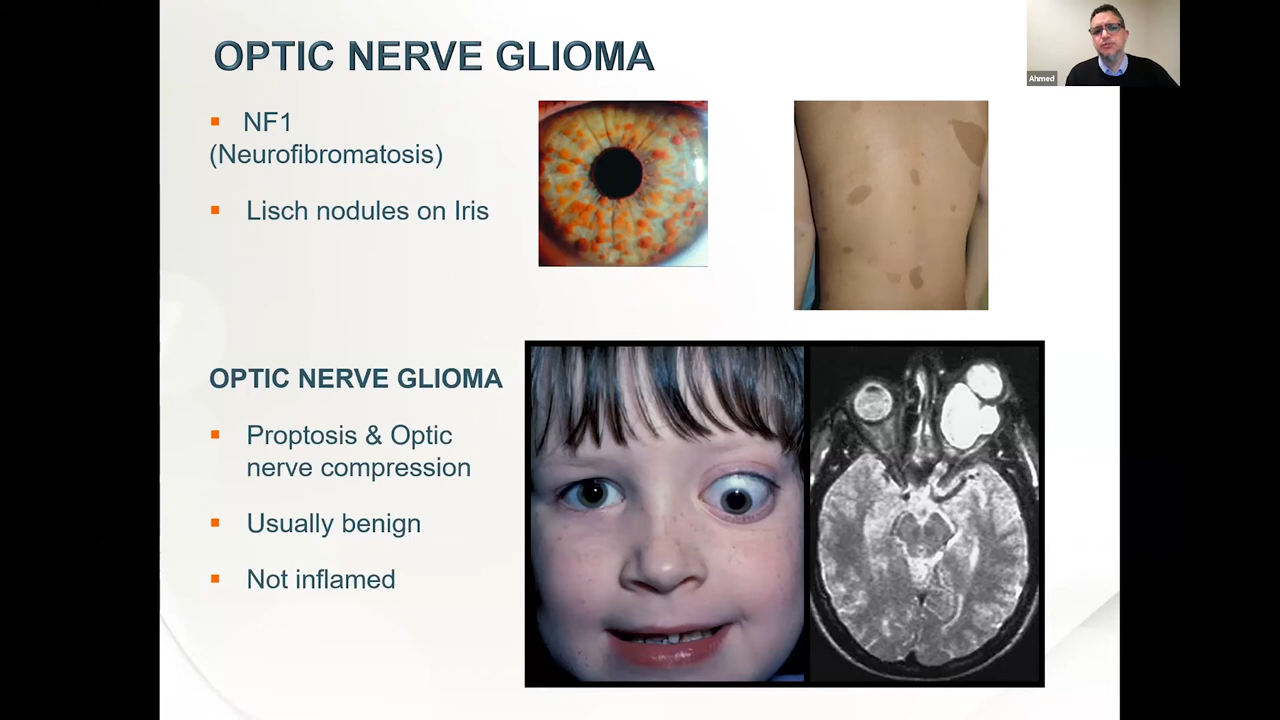 OPTIC NERVE GLIOMA
NF1
(Neurofibromatosis)
Lisch nodules on Iris
OPTIC NERVE GLIOMA
Proptosis & Optic
nerve compression
Usually benign
Not inflamed
Ahmed